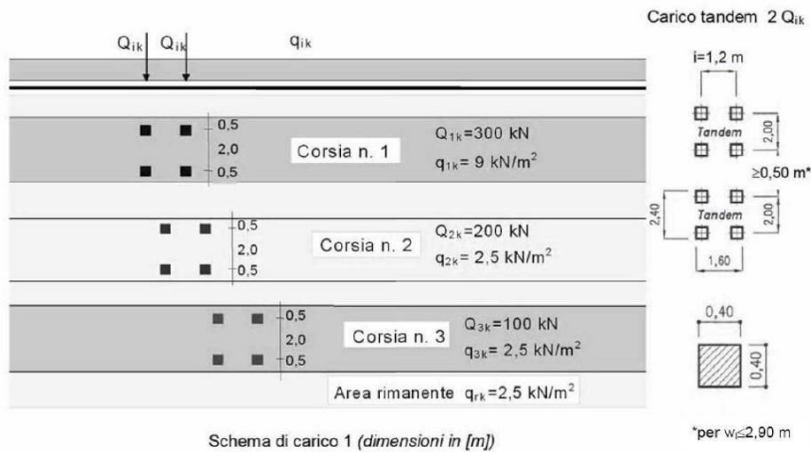 Carico tandem 2 Qik
Qik Qik qik
i=1,2 m
0,5
2,0
0,5
Corsia n. 1
Q1k=300 kN
q1k= 9 kN/m²
Tandem
2,00
≥0,50 m*
0,5
2,0
0,5
Corsia n. 2
Q2k=200 kN
q2k= 2,5 kN/m²
2,40
Tandem
2,00
1,60
0,5
2,0
0,5
Corsia n. 3
Q3k=100 kN
q3k= 2,5 kN/m²
0,40
0,40
Area rimanente qrk=2,5 kN/m²
*per wl≤2,90 m
Schema di carico 1 (dimensioni in [m])